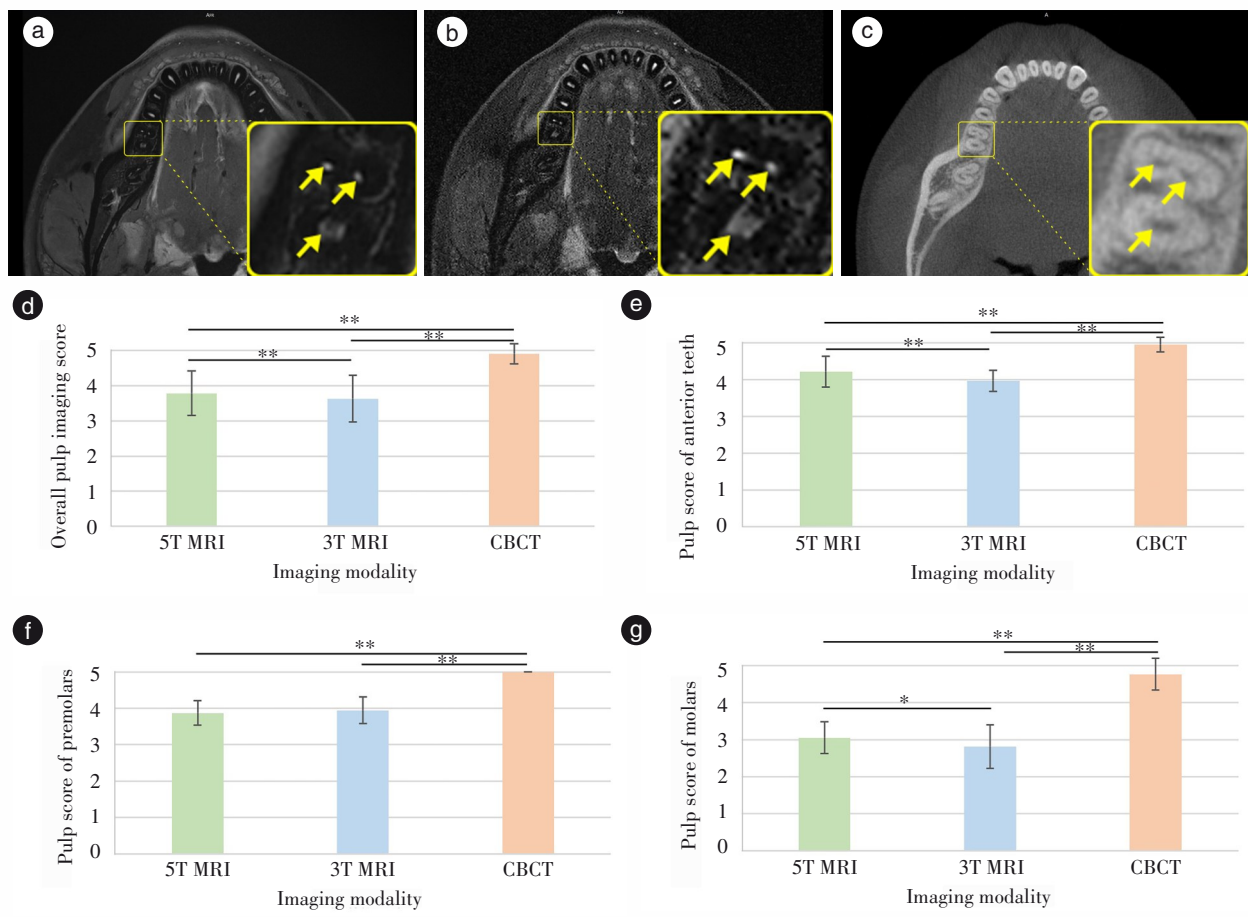 a
b
c
A
d
**
**
**
Overall pulp imaging score
5
4
3
2
1
0
5T MRI 3T MRI CBCT
Imaging modality
e
**
**
**
Pulp score of anterior teeth
5
4
3
2
1
0
5T MRI 3T MRI CBCT
Imaging modality
f
**
**
Pulp score of premolars
5
4
3
2
1
0
5T MRI 3T MRI CBCT
Imaging modality
g
**
**
*
Pulp score of molars
5
4
3
2
1
0
5T MRI 3T MRI CBCT
Imaging modality